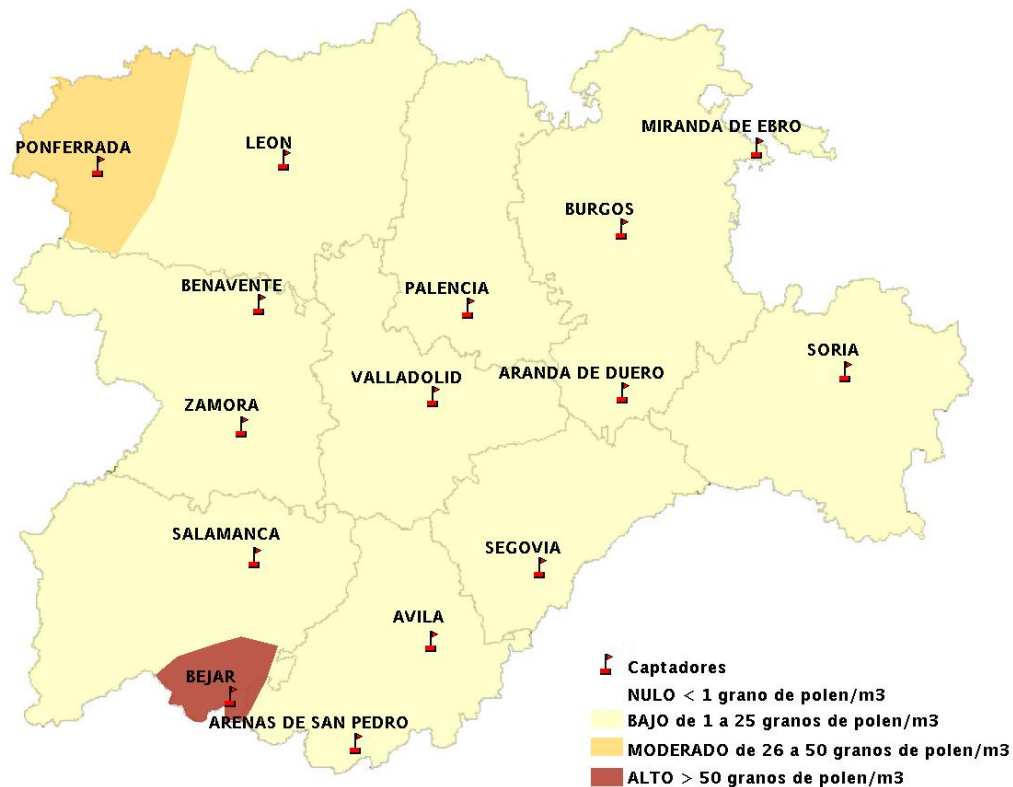 MIRANDA DE EBRO
PONFERRADA
LEON
BURGOS
BENAVENTE
PALENCIA
SORIA
VALLADOLID
ARANDA DE DUERO
ZAMORA
SALAMANCA
SEGOVIA
AVILA
BEJAR
ARENAS DE SAN PEDRO
Captadores
NULO < 1 grano de polen/m3
BAJO de 1 a 25 granos de polen/m3
MODERADO de 26 a 50 granos de polen/m3
ALTO > 50 granos de polen/m3